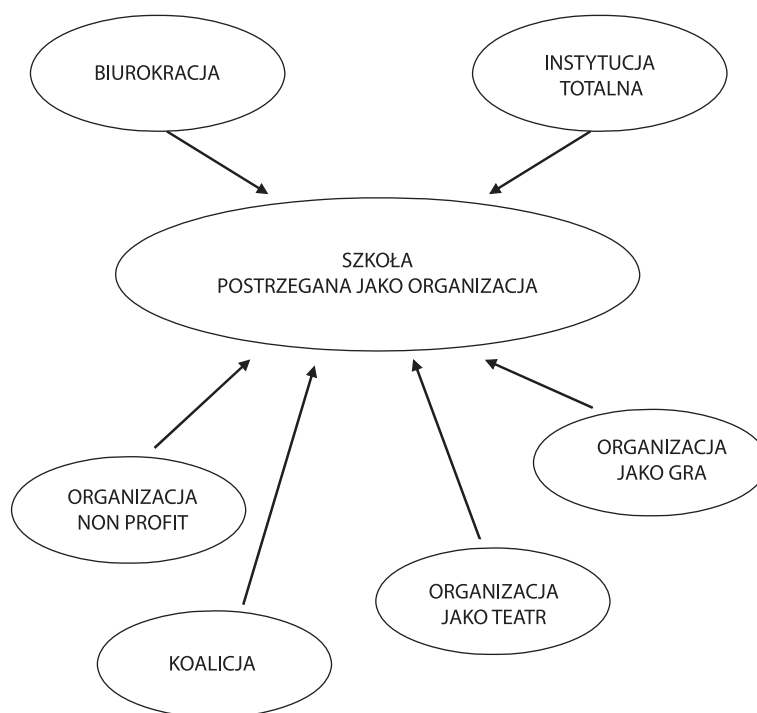 BIUROKRACJA
INSTYTUCJA
TOTALNA
SZKOŁA
POSTRZEGANA JAKO ORGANIZACJA
ORGANIZACJA
JAKO GRA
ORGANIZACJA
NON PROFIT
ORGANIZACJA
JAKO TEATR
KOALICJA